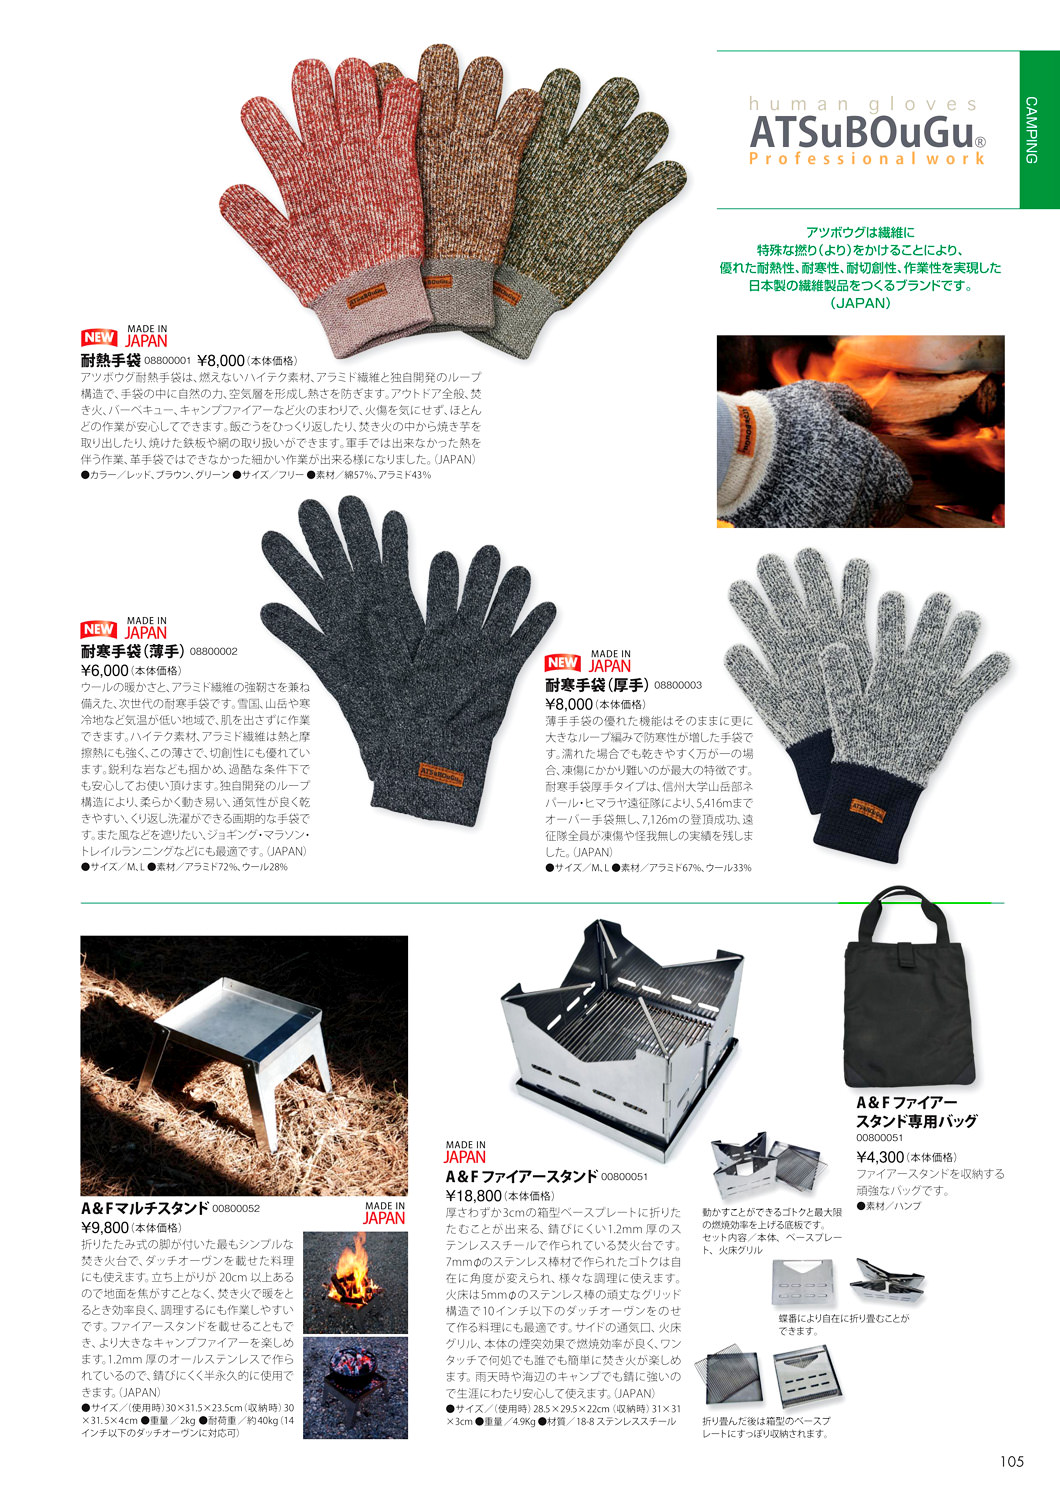 human gloves
ATSuBOuGu®
Professional work
CAMPING
アツボウグは繊維に
特殊な撚り(より)をかけることにより、
優れた耐熱性、耐寒性、耐切創性、作業性を実現した
日本製の繊維製品をつくるブランドです。
(JAPAN)
NEW MADE IN JAPAN
耐熱手袋 08800001 ¥8,000(本体価格)
アツボウグ耐熱手袋は、燃えないハイテク素材、アラミド繊維と独自開発のループ
構造で、手袋の中に自然の力、空気層を形成し熱さを防ぎます。アウトドア全般、焚
き火、バーベキュー、キャンプファイアーなど火のまわりで、火傷を気にせず、ほとん
どの作業が安心してできます。飯ごうをひっくり返したり、焚き火の中から焼き芋を
取り出したり、焼けた鉄板や網の取り扱いができます。軍手では出来なかった熱を
伴う作業、革手袋ではできなかった細かい作業が出来る様になりました。(JAPAN)
●カラー/レッド、ブラウン、グリーン ●サイズ/フリー ●素材/綿57%、アラミド43%
NEW MADE IN JAPAN
耐寒手袋(薄手) 08800002
¥6,000(本体価格)
ウールの暖かさと、アラミド繊維の強靭さを兼ね
備えた、次世代の耐寒手袋です。雪国、山岳や寒
冷地など気温が低い地域で、肌を出さずに作業
できます。ハイテク素材、アラミド繊維は熱と摩
擦熱にも強く、この薄さで、切創性にも優れてい
ます。鋭利な岩なども掴かめ、過酷な条件下で
も安心してお使い頂けます。独自開発のループ
構造により、柔らかく動き易い、通気性が良く乾
きやすい、くり返し洗濯ができる画期的な手袋で
す。また風などを遮りたい、ジョギング・マラソン・
トレイルランニングなどにも最適です。(JAPAN)
●サイズ/M、L ●素材/アラミド72%、ウール28%
ATSuBOuGu
NEW MADE IN JAPAN
耐寒手袋(厚手) 08800003
¥8,000(本体価格)
薄手手袋の優れた機能はそのままに更に
大きなループ編みで防寒性が増した手袋で
す。濡れた場合でも乾きやすく万が一の場
合、凍傷にかかり難いのが最大の特徴です。
耐寒手袋厚手タイプは、信州大学山岳部ネ
パール・ヒマラヤ遠征隊により、5,416mまで
オーバー手袋無し、7,126mの登頂成功、遠
征隊全員が凍傷や怪我無しの実績を残しま
した。(JAPAN)
●サイズ/M、L ●素材/アラミド67%、ウール33%
A&Fマルチスタンド 00800052
MADE IN JAPAN
¥9,800(本体価格)
折りたたみ式の脚が付いた最もシンプルな
焚き火台で、ダッチオーヴンを載せた料理
にも使えます。立ち上がりが20cm以上ある
ので地面を焦がすことなく、焚き火で暖をと
るとき効率良く、調理するにも作業しやすい
です。ファイアースタンドを載せることもで
き、より大きなキャンプファイアーを楽しめ
ます。1.2mm厚のオールステンレスで作ら
れているので、錆びにくく半永久的に使用で
きます。(JAPAN)
●サイズ/(使用時)30×31.5×23.5cm(収納時)30
×31.5×4cm ●重量/2kg ●耐荷重/約40kg(14
インチ以下のダッチオーヴンに対応可)
MADE IN JAPAN
A&Fファイアースタンド 00800051
¥18,800(本体価格)
厚さわずか3cmの箱型ベースプレートに折りた
たむことが出来る、錆びにくい1.2mm厚のス
テンレススチールで作られている焚火台です。
7mmφのステンレス棒材で作られたゴトクは自
在に角度が変えられ、様々な調理に使えます。
火床は5mmφのステンレス棒の頑丈なグリッド
構造で10インチ以下のダッチオーヴンをのせ
て作る料理にも最適です。サイドの通気口、火床
グリル、本体の煙突効果で燃焼効率が良く、ワン
タッチで何処でも誰でも簡単に焚き火が楽しめ
ます。雨天時や海辺のキャンプでも錆に強いの
で生涯にわたり安心して使えます。(JAPAN)
●サイズ/(使用時)28.5×29.5×22cm(収納時)31×31
×3cm ●重量/4.9Kg ●材質/18-8ステンレススチール
動かすことができるゴトクと最大限
の燃焼効率を上げる底板です。
セット内容/本体、ベースプレー
ト、火床グリル
蝶番により自在に折り畳むことが
できます。
折り畳んだ後は箱型のベースプ
レートにすっぽり収納されます。
A&Fファイアー
スタンド専用バッグ
00800051
¥4,300(本体価格)
ファイアースタンドを収納する
頑強なバッグです。
●素材/ハンプ
105